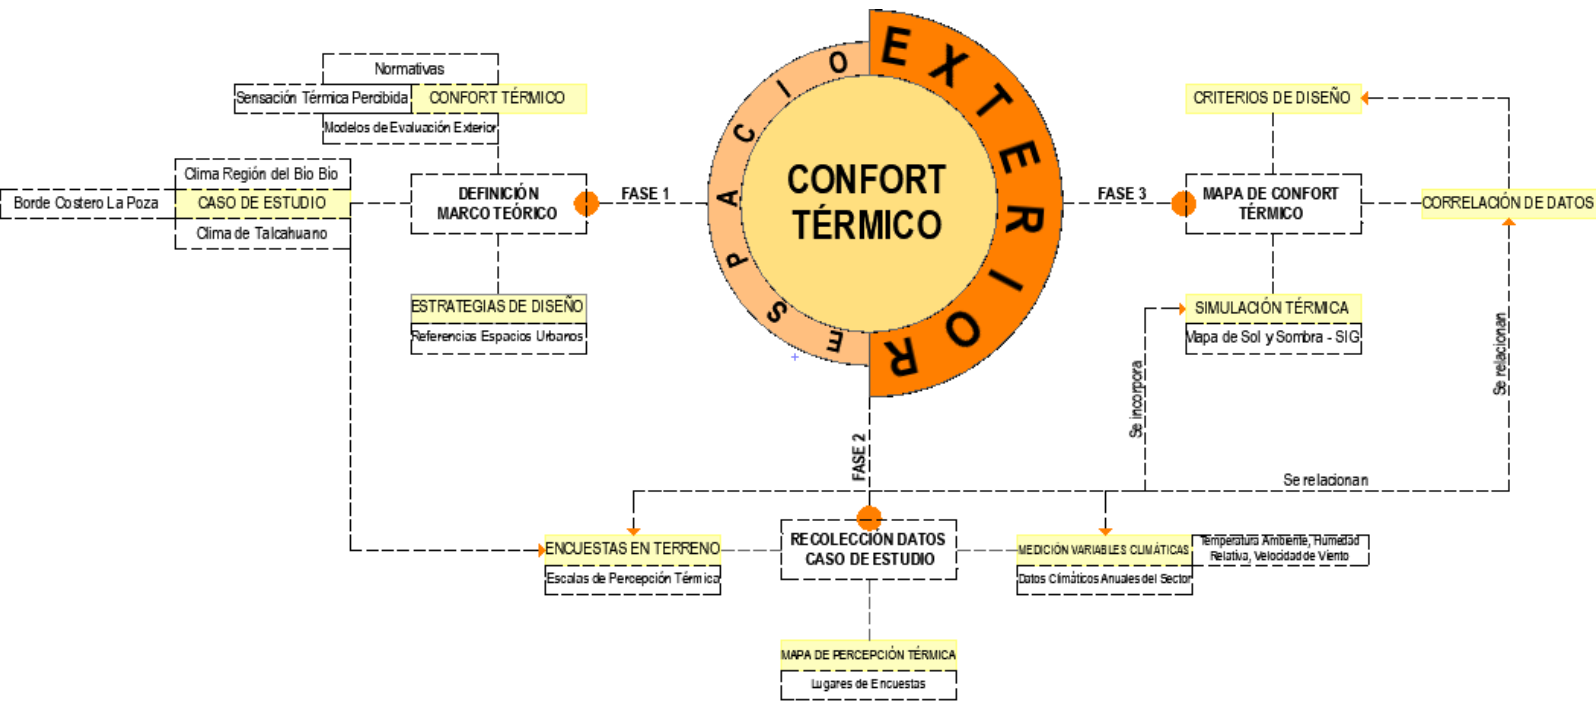 ESPACIO
EXTERIOR
CONFORT
TÉRMICO
FASE 1
DEFINICIÓN
MARCO TEÓRICO
Normativas
Sensación Térmica Percibida
CONFORT TÉRMICO
Modelos de Evaluación Exterior
Clima Región del Bio Bio
Borde Costero La Poza
CASO DE ESTUDIO
Clima de Talcahuano
ESTRATEGIAS DE DISEÑO
Referencias Espacios Urbanos
FASE 2
RECOLECCIÓN DATOS
CASO DE ESTUDIO
ENCUESTAS EN TERRENO
Escalas de Percepción Térmica
MEDICIÓN VARIABLES CLIMÁTICAS
Datos Climáticos Anuales del Sector
Temperatura Ambiente, Humedad
Relativa, Velocidad de Viento
MAPA DE PERCEPCIÓN TÉRMICA
Lugares de Encuestas
FASE 3
MAPA DE CONFORT
TÉRMICO
CRITERIOS DE DISEÑO
CORRELACIÓN DE DATOS
SIMULACIÓN TÉRMICA
Mapa de Sol y Sombra - SIG
Se incorpora
Se relacionan
Se relacionan